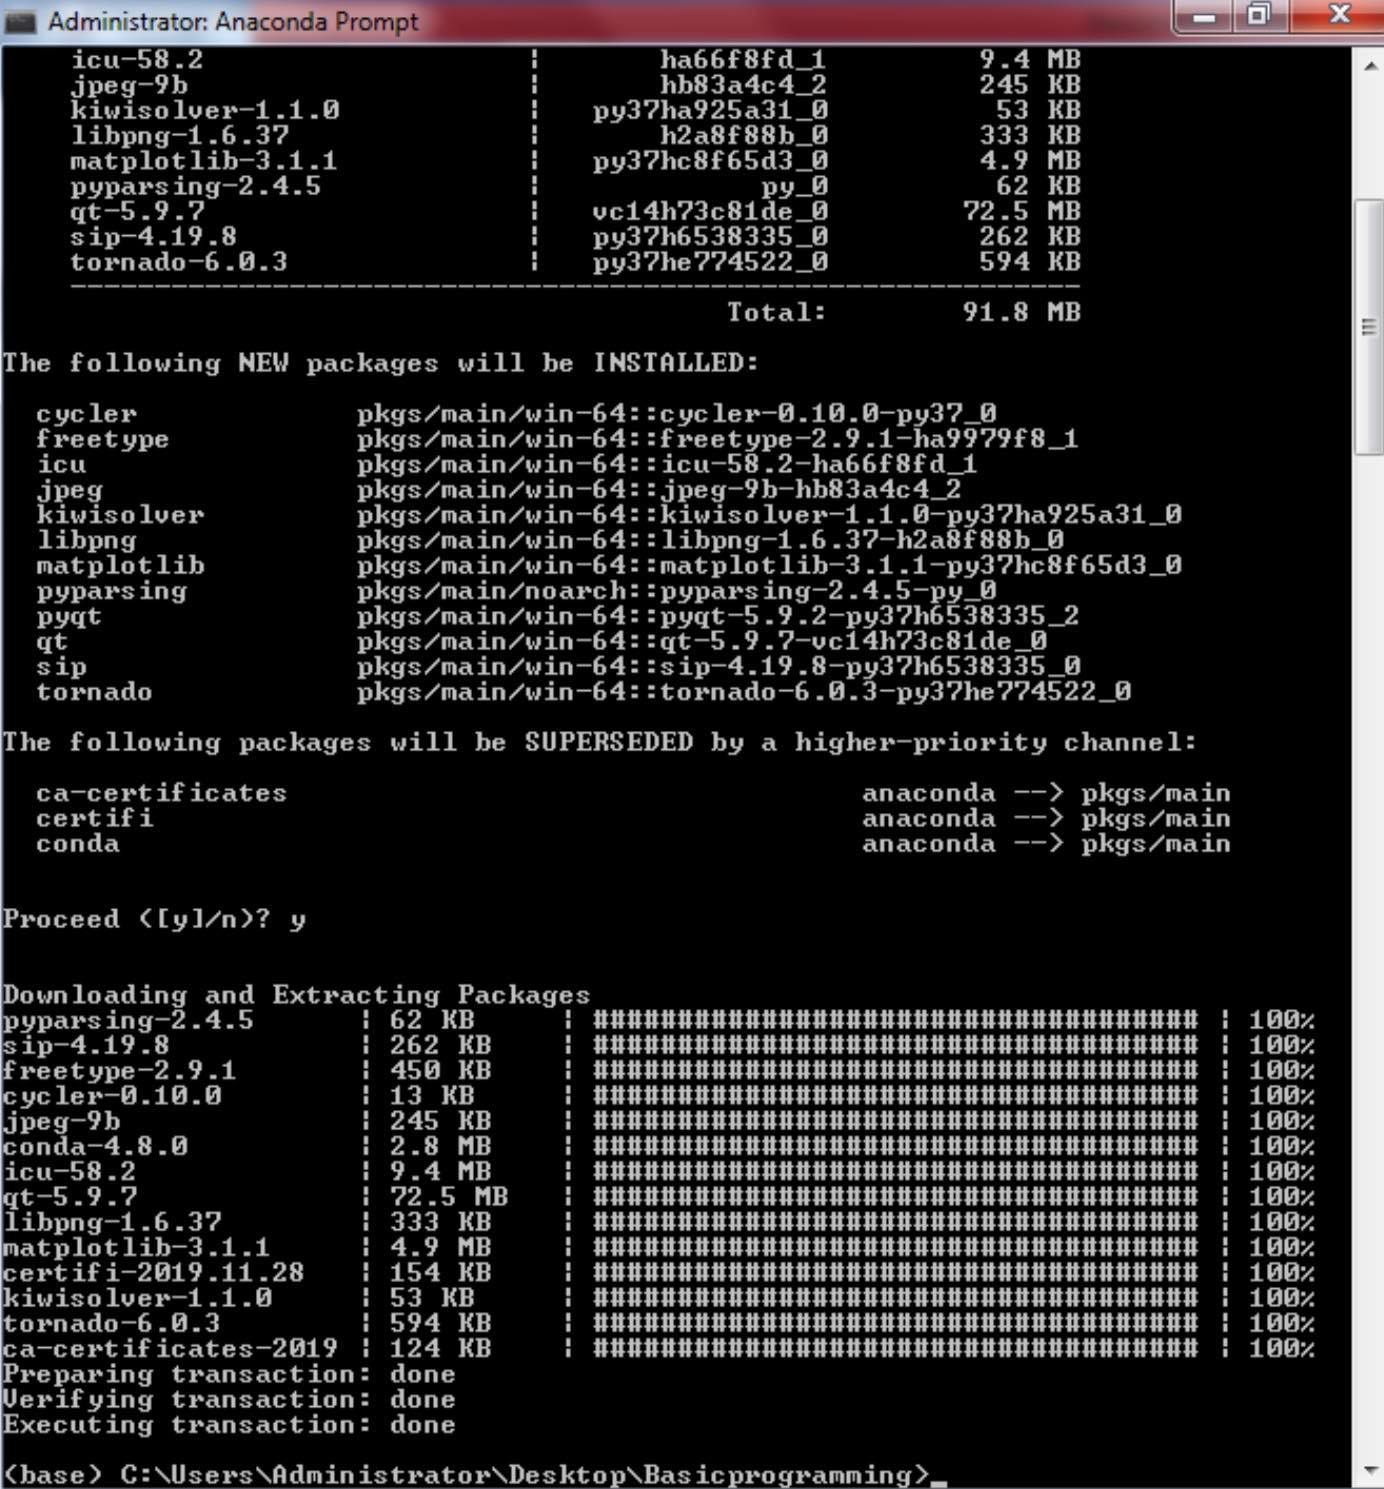 Administrator: Anaconda Prompt
icu-58.2 | ha66f8fd_1 9.4 MB
jpeg-9b | hb83a4c4_2 245 KB
kiwisolver-1.1.0 | py37ha925a31_0 53 KB
libpng-1.6.37 | h2a8f88b_0 333 KB
matplotlib-3.1.1 | py37hc8f65d3_0 4.9 MB
pyparsing-2.4.5 | py_0 62 KB
qt-5.9.7 | vc14h73c81de_0 72.5 MB
sip-4.19.8 | py37h6538335_0 262 KB
tornado-6.0.3 | py37he774522_0 594 KB
------------------------------------------------------------
Total: 91.8 MB
The following NEW packages will be INSTALLED:
cycler pkgs/main/win-64::cycler-0.10.0-py37_0
freetype pkgs/main/win-64::freetype-2.9.1-ha9979f8_1
icu pkgs/main/win-64::icu-58.2-ha66f8fd_1
jpeg pkgs/main/win-64::jpeg-9b-hb83a4c4_2
kiwisolver pkgs/main/win-64::kiwisolver-1.1.0-py37ha925a31_0
libpng pkgs/main/win-64::libpng-1.6.37-h2a8f88b_0
matplotlib pkgs/main/win-64::matplotlib-3.1.1-py37hc8f65d3_0
pyparsing pkgs/main/noarch::pyparsing-2.4.5-py_0
pyqt pkgs/main/win-64::pyqt-5.9.2-py37h6538335_2
qt pkgs/main/win-64::qt-5.9.7-vc14h73c81de_0
sip pkgs/main/win-64::sip-4.19.8-py37h6538335_0
tornado pkgs/main/win-64::tornado-6.0.3-py37he774522_0
The following packages will be SUPERSEDED by a higher-priority channel:
ca-certificates anaconda --> pkgs/main
certifi anaconda --> pkgs/main
conda anaconda --> pkgs/main
Proceed ([y]/n)? y
Downloading and Extracting Packages
pyparsing-2.4.5 | 62 KB | #################################### | 100%
sip-4.19.8 | 262 KB | #################################### | 100%
freetype-2.9.1 | 450 KB | #################################### | 100%
cycler-0.10.0 | 13 KB | #################################### | 100%
jpeg-9b | 245 KB | #################################### | 100%
conda-4.8.0 | 2.8 MB | #################################### | 100%
icu-58.2 | 9.4 MB | #################################### | 100%
qt-5.9.7 | 72.5 MB | #################################### | 100%
libpng-1.6.37 | 333 KB | #################################### | 100%
matplotlib-3.1.1 | 4.9 MB | #################################### | 100%
certifi-2019.11.28 | 154 KB | #################################### | 100%
kiwisolver-1.1.0 | 53 KB | #################################### | 100%
tornado-6.0.3 | 594 KB | #################################### | 100%
ca-certificates-2019 | 124 KB | #################################### | 100%
Preparing transaction: done
Verifying transaction: done
Executing transaction: done
(base) C:\Users\Administrator\Desktop\Basicprogramming>_